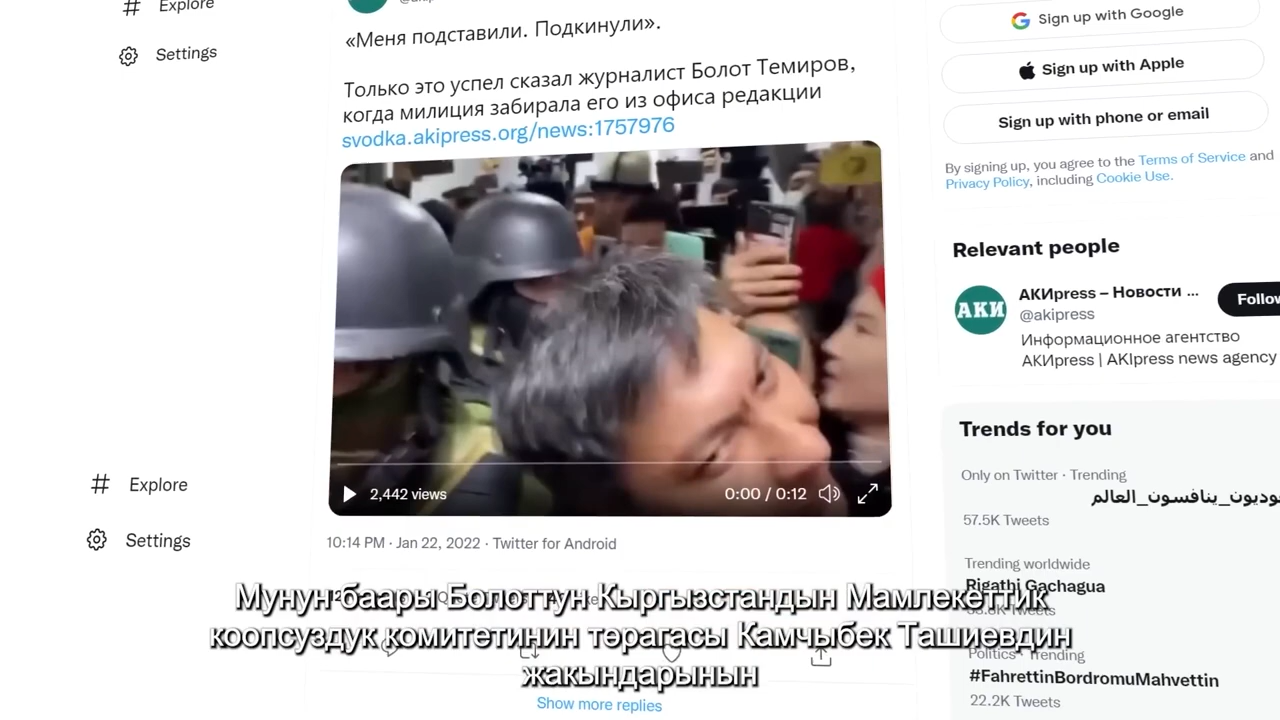 Explore
Settings
«Меня подставили. Подкинули».
Только это успел сказал журналист Болот Темиров,
когда милиция забирала его из офиса редакции
svodka.akipress.org/news:1757976
2,442 views
0:00 / 0:12
10:14 PM · Jan 22, 2022 · Twitter for Android
Explore
Settings
Show more replies
Sign up with Google
Sign up with Apple
Sign up with phone or email
By signing up, you agree to the Terms of Service and
Privacy Policy, including Cookie Use.
Relevant people
АКИpress – Новости ...
@akipress
АКИ
Follow
Информационное агентство
АКИpress | AKIpress news agency
Trends for you
Only on Twitter · Trending
57.5K Tweets
Trending worldwide
Rigathi Gachagua
Politics · Trending
#FahrettinBordromuMahvettin
22.2K Tweets
Мунун баары Болоттун Кыргызстандын Мамлекеттик
коопсуздук комитетинин төрагасы Камчыбек Ташиевдин
жакындарынын